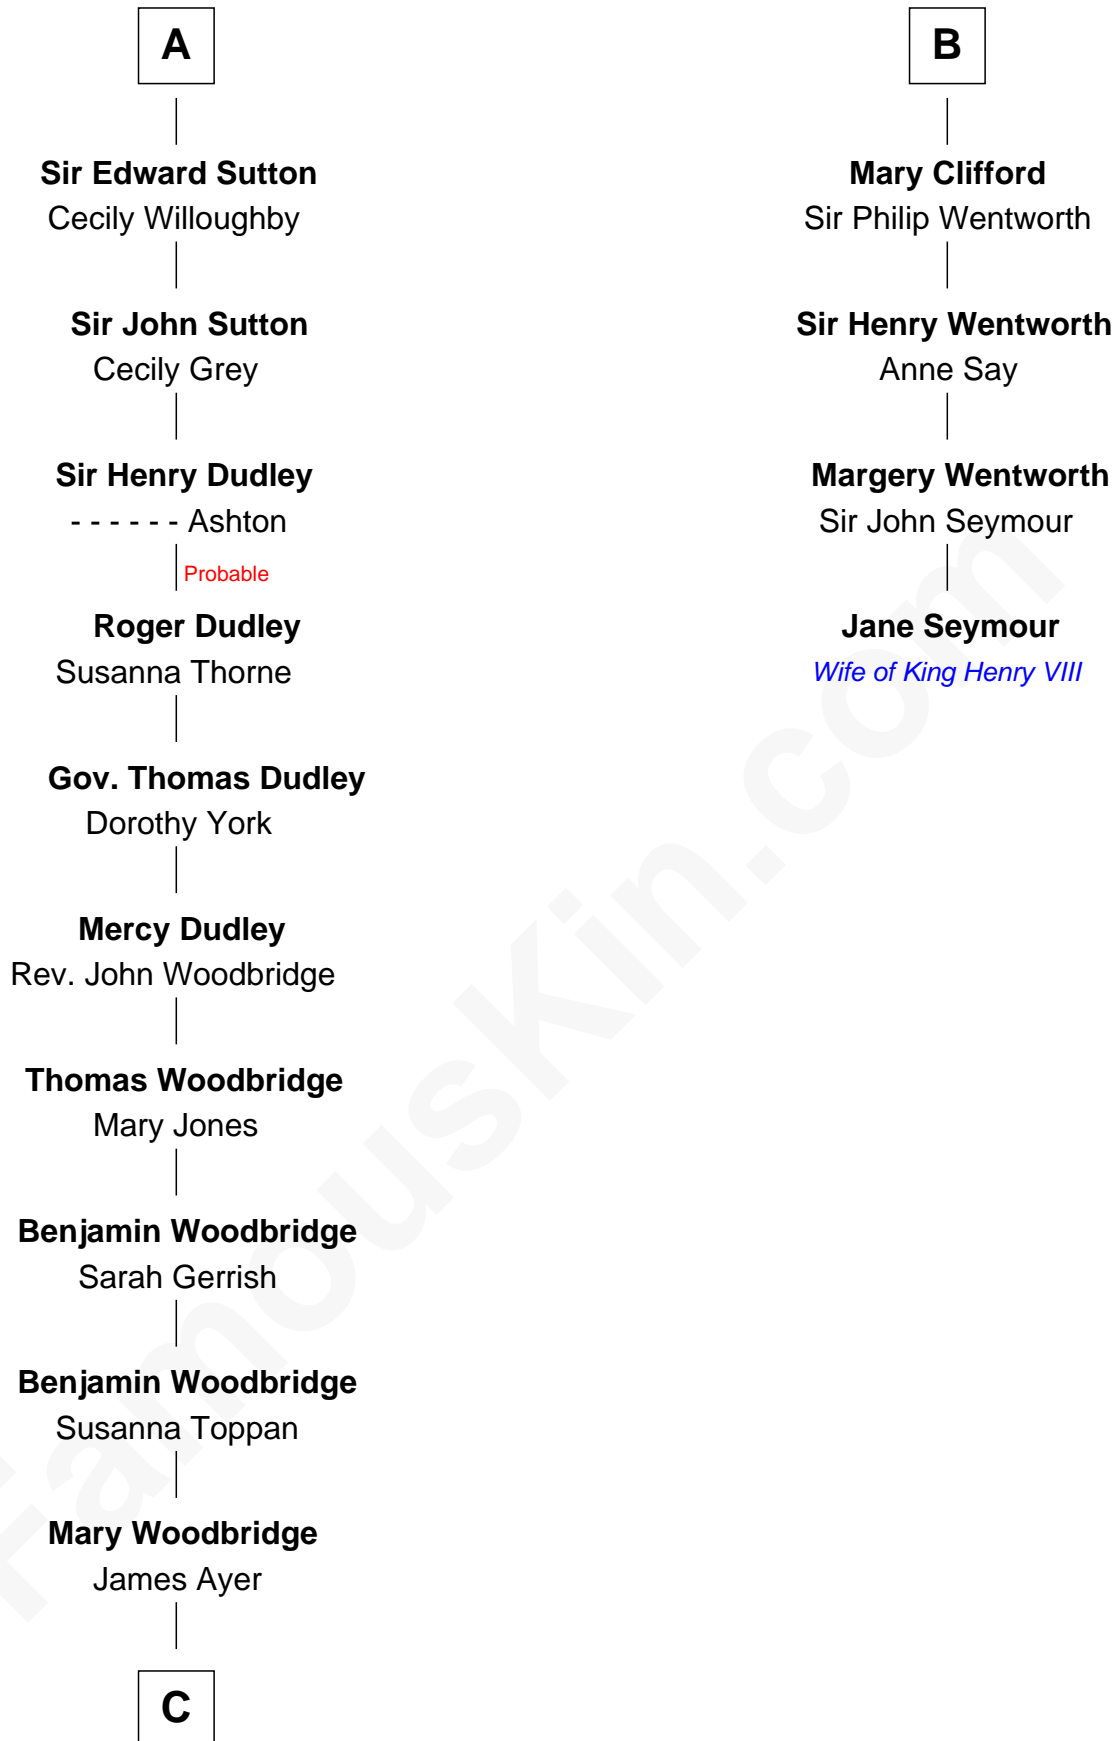 A
Sir Edward Sutton
Cecily Willoughby
Sir John Sutton
Cecily Grey
Sir Henry Dudley
- - - - - - Ashton
Probable
Roger Dudley
Susanna Thorne
Gov. Thomas Dudley
Dorothy York
Mercy Dudley
Rev. John Woodbridge
Thomas Woodbridge
Mary Jones
Benjamin Woodbridge
Sarah Gerrish
Benjamin Woodbridge
Susanna Toppan
Mary Woodbridge
James Ayer
C
B
Mary Clifford
Sir Philip Wentworth
Sir Henry Wentworth
Anne Say
Margery Wentworth
Sir John Seymour
Jane Seymour
Wife of King Henry VIII
FamousKin.com